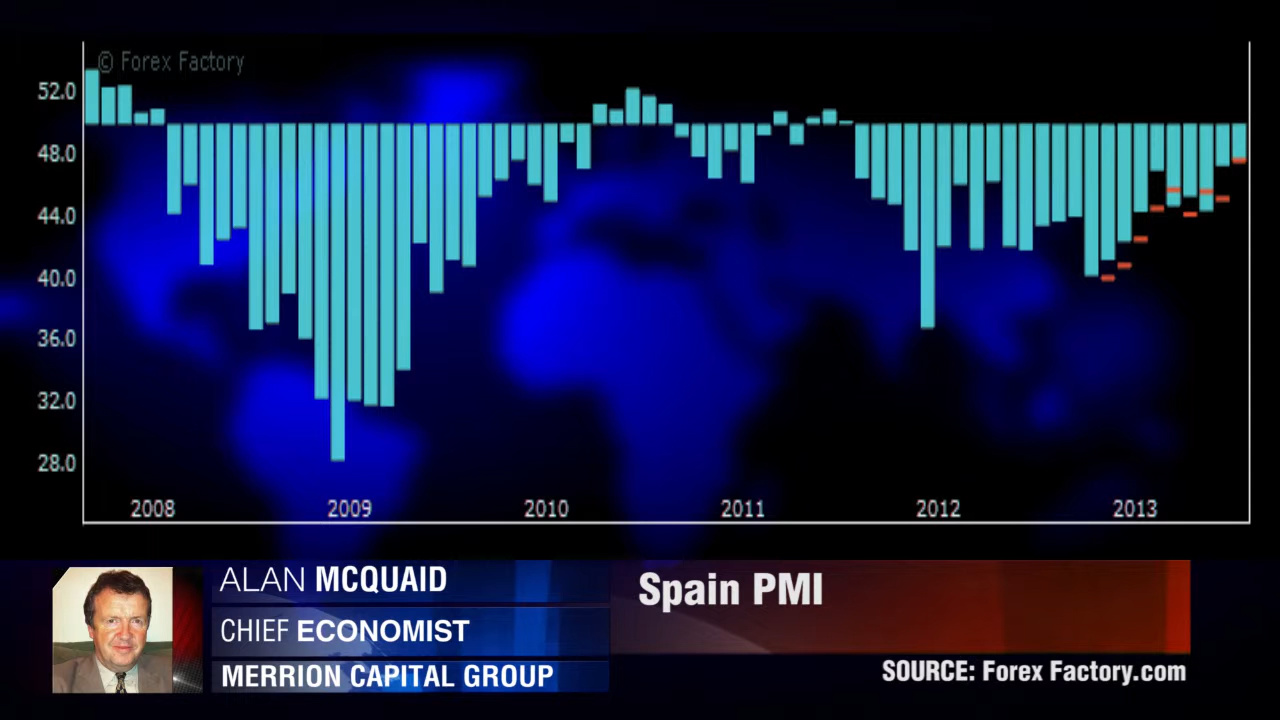 © Forex Factory
52.0
48.0
44.0
40.0
36.0
32.0
28.0
2008 2009 2010 2011 2012 2013
ALAN MCQUAID
CHIEF ECONOMIST
MERRION CAPITAL GROUP
Spain PMI
SOURCE: Forex Factory.com